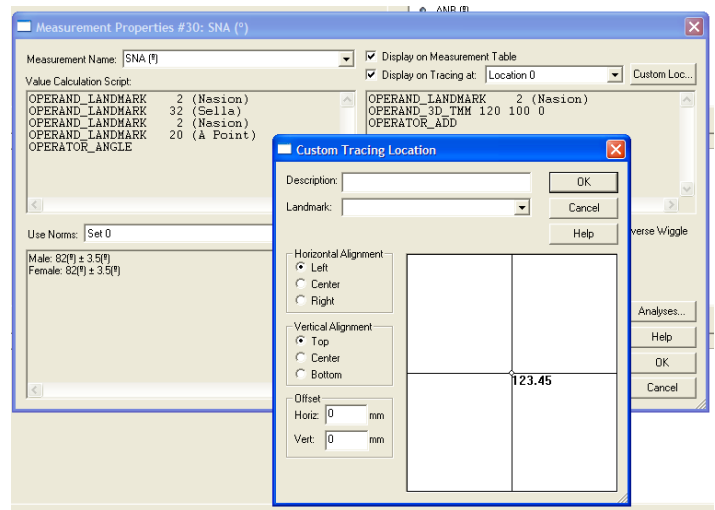 ANB (º)
Measurement Properties #30: SNA (°)
Measurement Name: SNA (º)
Display on Measurement Table
Display on Tracing at: Location 0
Custom Loc...
Value Calculation Script:
OPERAND_LANDMARK 2 (Nasion)
OPERAND_LANDMARK 32 (Sella)
OPERAND_LANDMARK 2 (Nasion)
OPERAND_LANDMARK 20 (A Point)
OPERATOR_ANGLE
OPERAND_LANDMARK 2 (Nasion)
OPERAND_3D_TMM 120 100 0
OPERATOR_ADD
Use Norms: Set 0
Male: 82(º) ± 3.5(º)
Female: 82(º) ± 3.5(º)
verse Wiggle
Analyses...
Help
OK
Cancel
Custom Tracing Location
Description:
OK
Landmark:
Cancel
Help
Horizontal Alignment
Left
Center
Right
Vertical Alignment
Top
Center
Bottom
Offset
Horiz: 0 mm
Vert: 0 mm
123.45